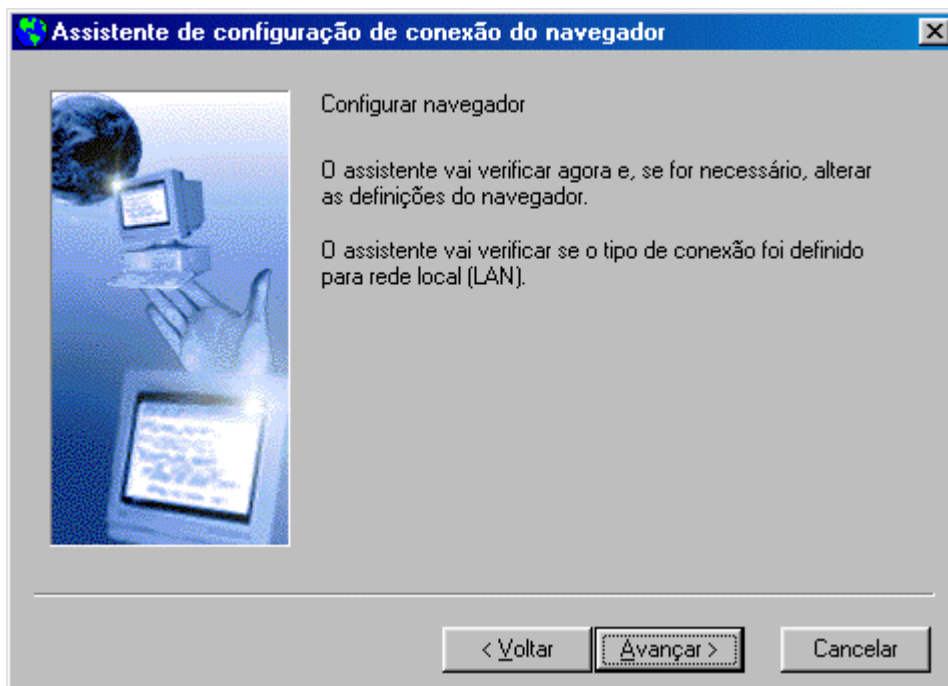 Assistente de configuração de conexão do navegador
Configurar navegador
O assistente vai verificar agora e, se for necessário, alterar
as definições do navegador.
O assistente vai verificar se o tipo de conexão foi definido
para rede local (LAN).
< Voltar
Avançar >
Cancelar